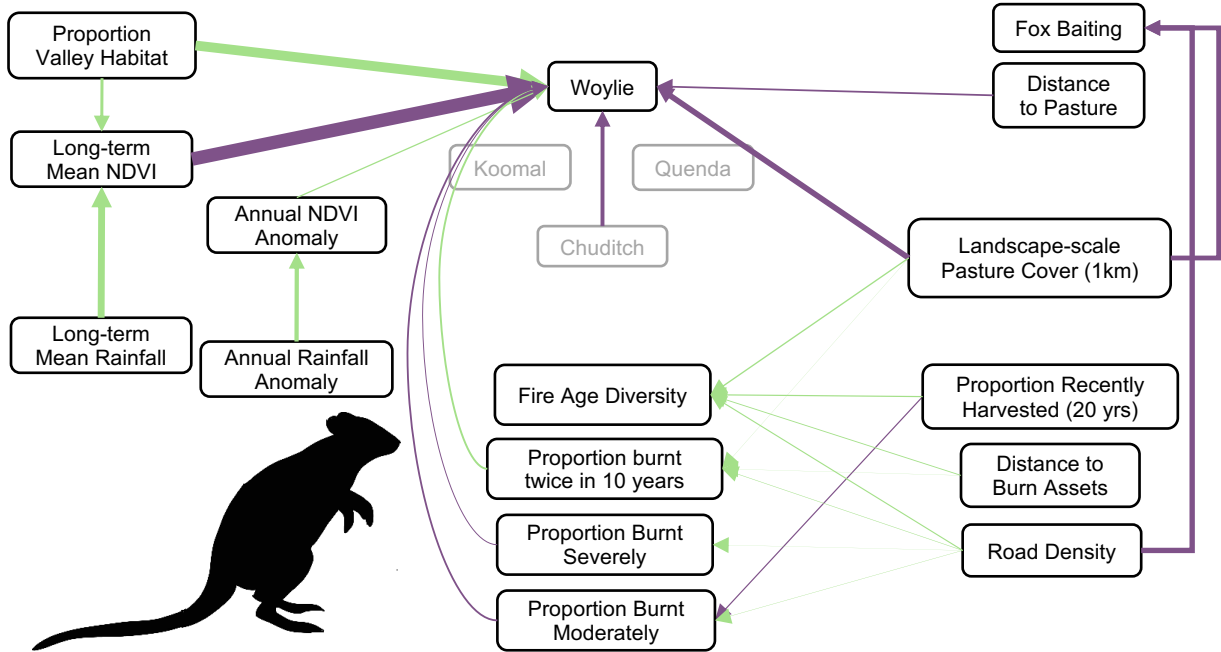 Proportion
Valley Habitat
Fox Baiting
Woylie
Distance
to Pasture
Long-term
Mean NDVI
Koomal
Quenda
Annual NDVI
Anomaly
Chuditch
Landscape-scale
Pasture Cover (1km)
Long-term
Mean Rainfall
Annual Rainfall
Anomaly
Fire Age Diversity
Proportion Recently
Harvested (20 yrs)
Proportion burnt
twice in 10 years
Distance to
Burn Assets
Proportion Burnt
Severely
Road Density
Proportion Burnt
Moderately